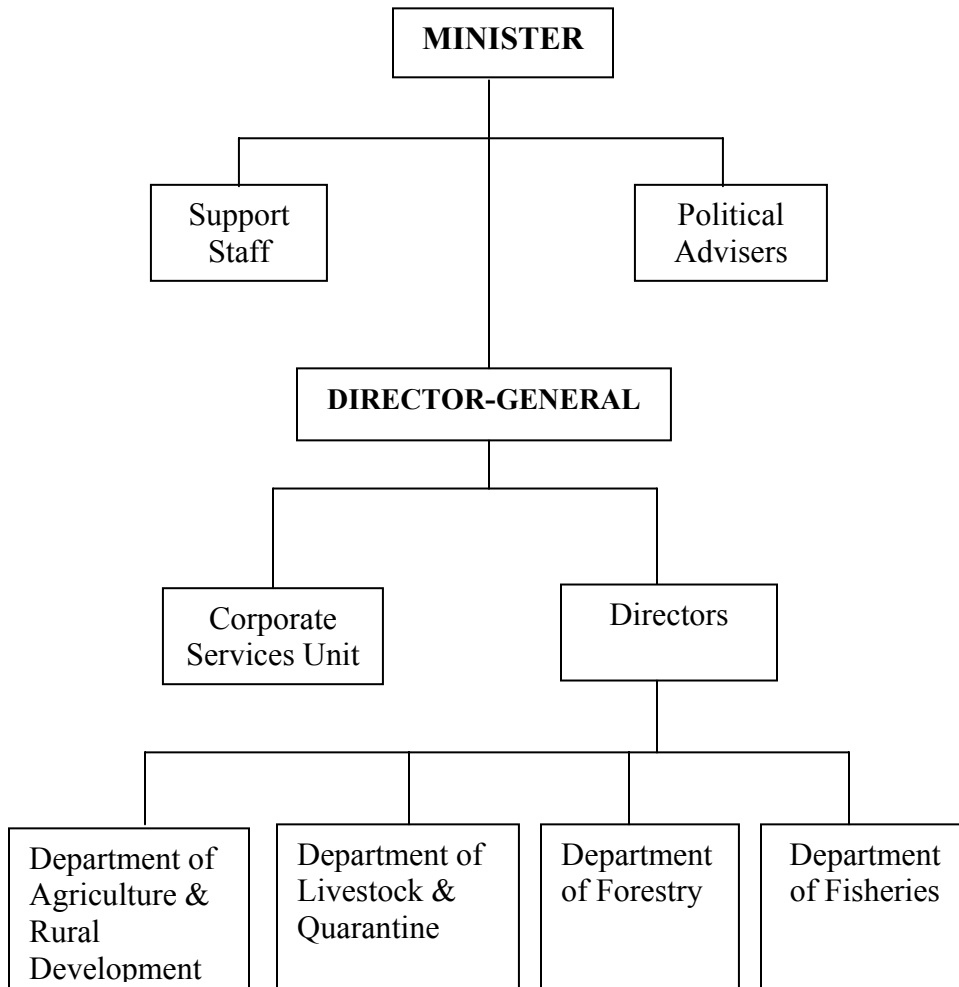 MINISTER
Support
Staff
Political
Advisers
DIRECTOR-GENERAL
Corporate
Services Unit
Directors
Department of
Agriculture &
Rural
Development
Department of
Livestock &
Quarantine
Department
of Forestry
Department
of Fisheries